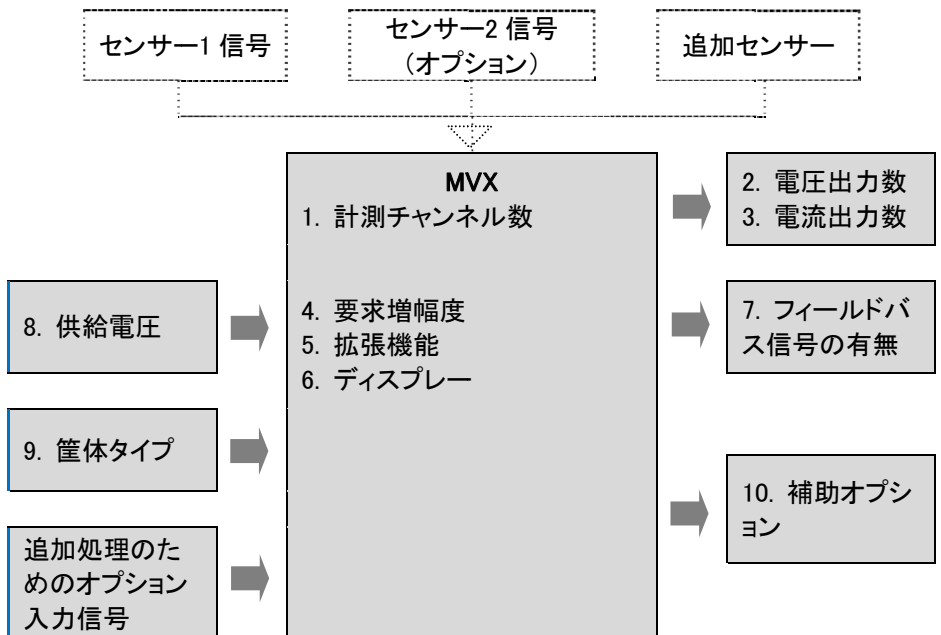 センサー1 信号
センサー2 信号
（オプション）
追加センサー
MVX
1. 計測チャンネル数
4. 要求増幅度
5. 拡張機能
6. ディスプレー
2. 電圧出力数
3. 電流出力数
8. 供給電圧
7. フィールドバ
ス信号の有無
9. 筐体タイプ
10. 補助オプシ
ョン
追加処理のた
めのオプション
入力信号